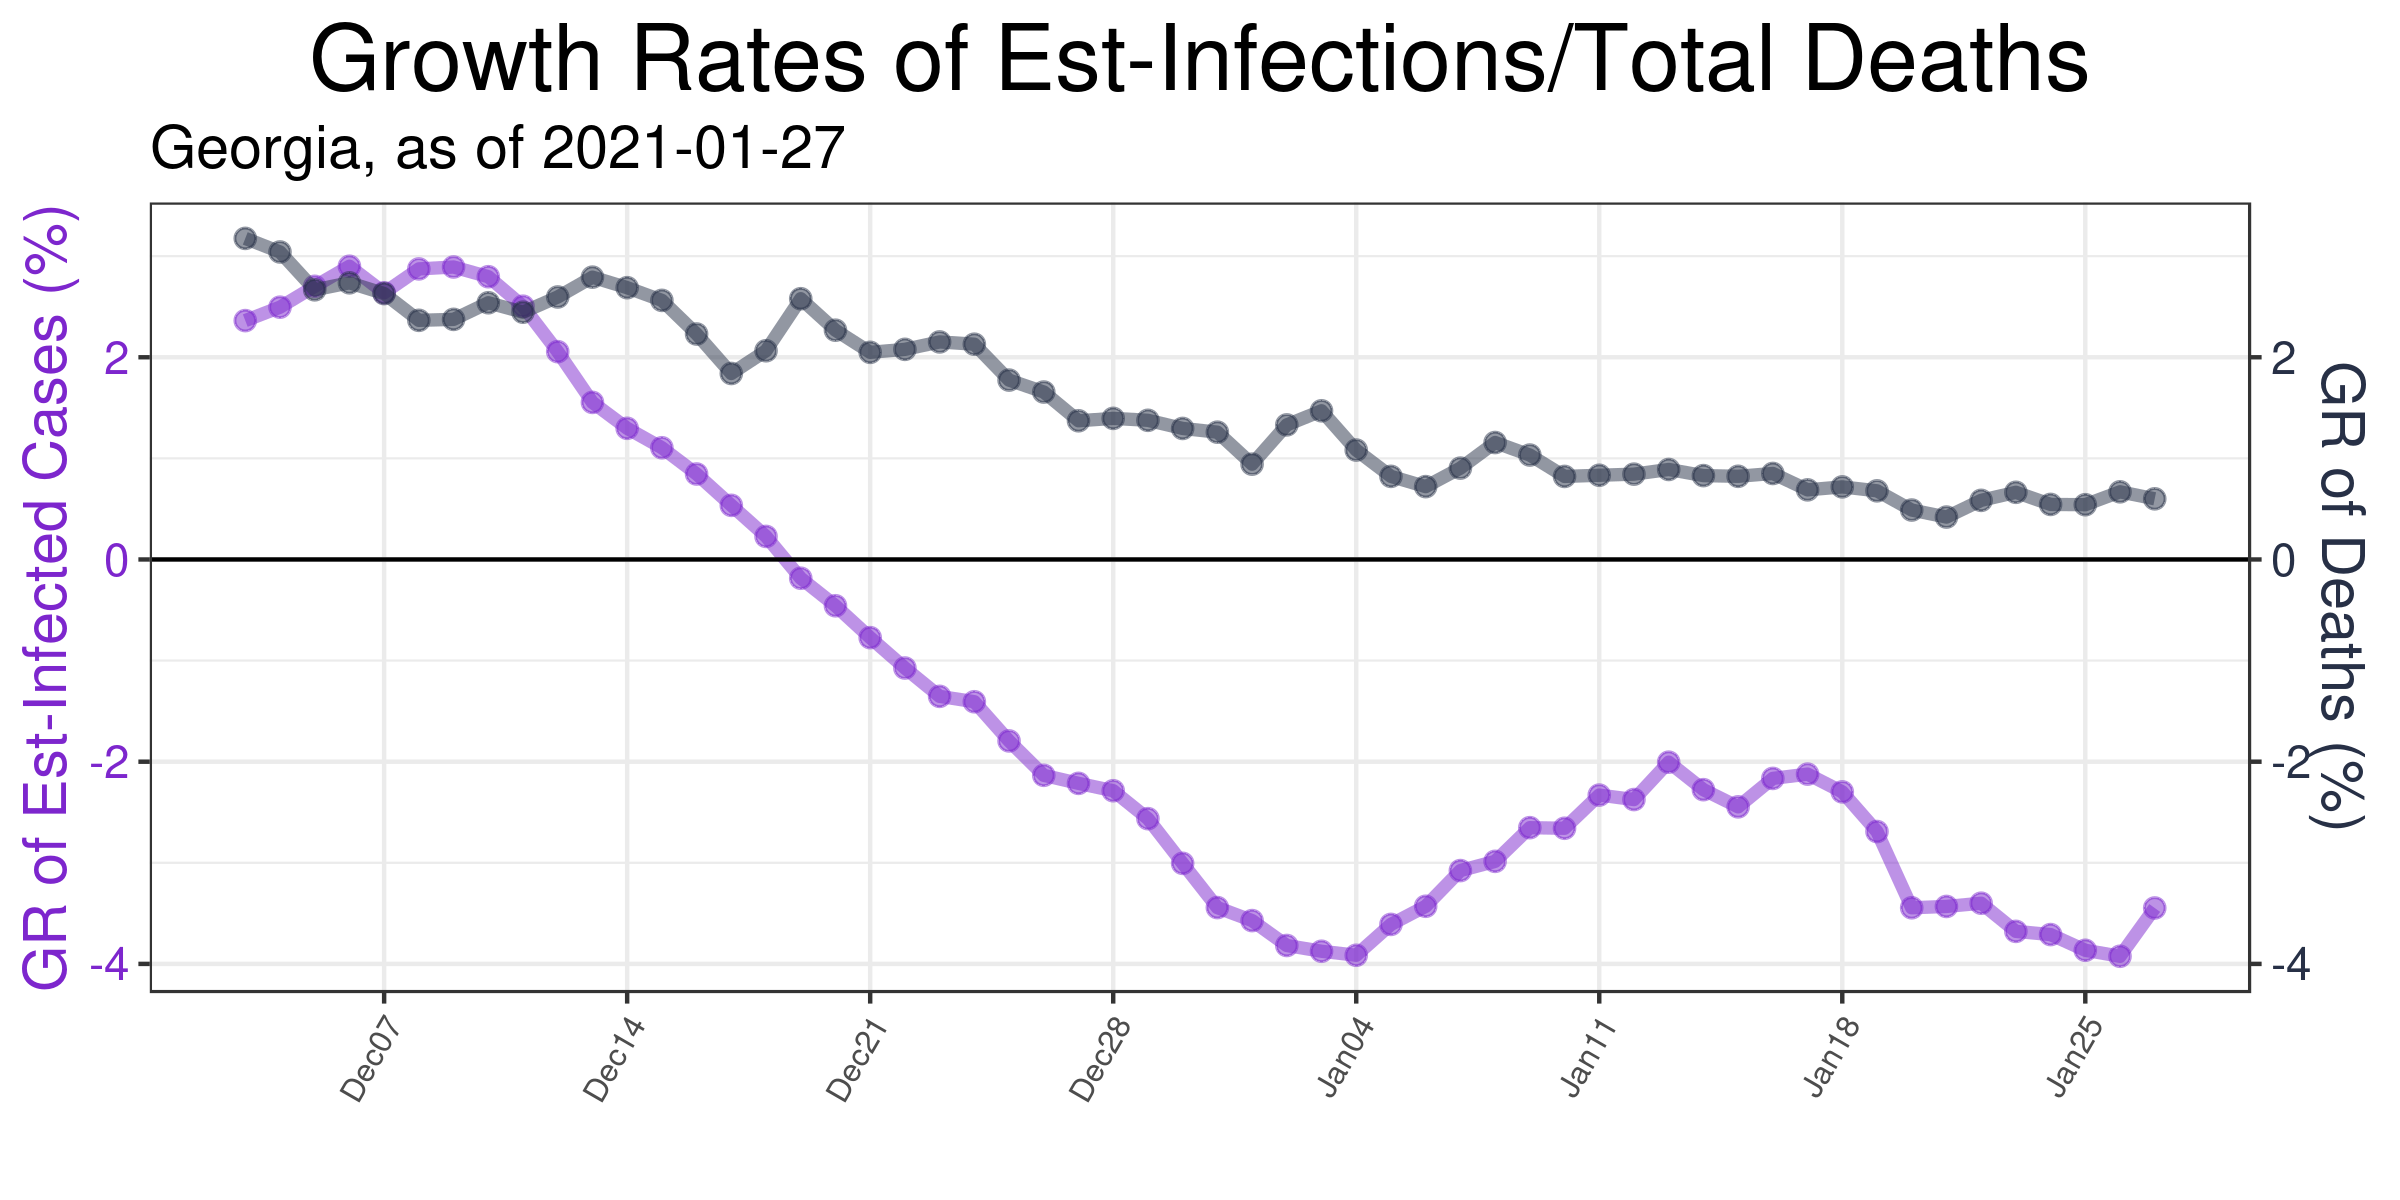 Growth Rates of Est-Infections/Total Deaths
Georgia, as of 2021-01-27
GR of Est-Infected Cases (%)
2
0
-2
-4
2
0
-2
-4
GR of Deaths (%)
Dec07
Dec14
Dec21
Dec28
Jan04
Jan11
Jan18
Jan25